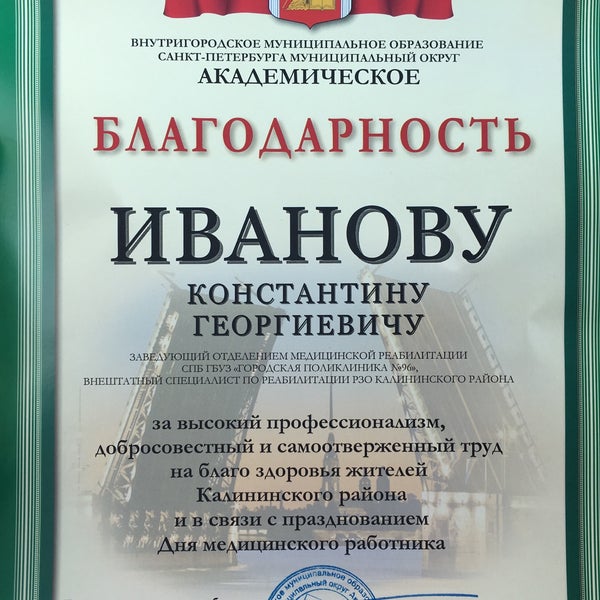 ВНУТРИГОРОДСКОЕ МУНИЦИПАЛЬНОЕ ОБРАЗОВАНИЕ
САНКТ-ПЕТЕРБУРГА МУНИЦИПАЛЬНЫЙ ОКРУГ
АКАДЕМИЧЕСКОЕ
БЛАГОДАРНОСТЬ
ИВАНОВУ
КОНСТАНТИНУ
ГЕОРГИЕВИЧУ
ЗАВЕДУЮЩИЙ ОТДЕЛЕНИЕМ МЕДИЦИНСКОЙ РЕАБИЛИТАЦИИ
СПБ ГБУЗ «ГОРОДСКАЯ ПОЛИКЛИНИКА №96»,
ВНЕШТАТНЫЙ СПЕЦИАЛИСТ ПО РЕАБИЛИТАЦИИ РЗО КАЛИНИНСКОГО РАЙОНА
за высокий профессионализм,
добросовестный и самоотверженный труд
на благо здоровья жителей
Калининского района
и в связи с празднованием
Дня медицинского работника
муниципальное